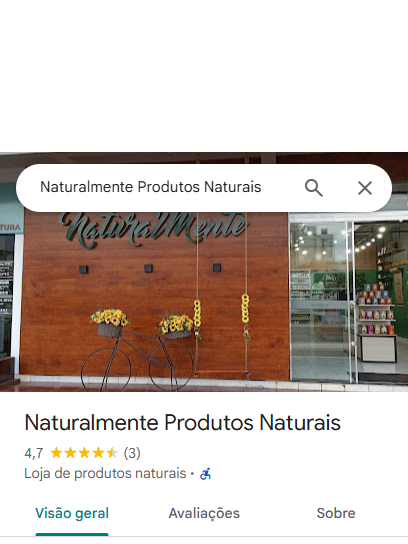 Naturalmente Produtos Naturais
NaturalMente
TURA
Naturalmente Produtos Naturais
4,7 (3)
Loja de produtos naturais ·
Visão geral Avaliações Sobre